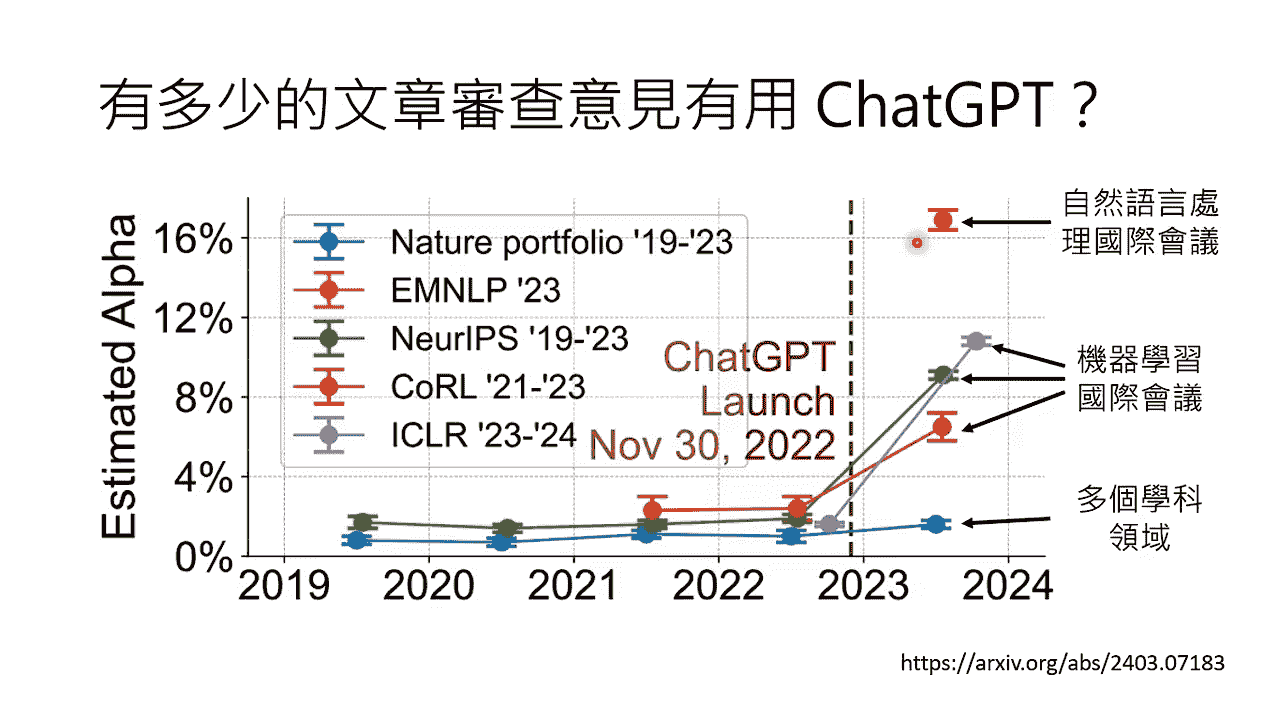 有多少的文章審查意見有用 ChatGPT？
Estimated Alpha
16%
12%
8%
4%
0%
2019
2020
2021
2022
2023
2024
Nature portfolio '19-'23
EMNLP '23
NeurIPS '19-'23
CoRL '21-'23
ICLR '23-'24
ChatGPT
Launch
Nov 30, 2022
自然語言處
理國際會議
機器學習
國際會議
多個學科
領域
https://arxiv.org/abs/2403.07183